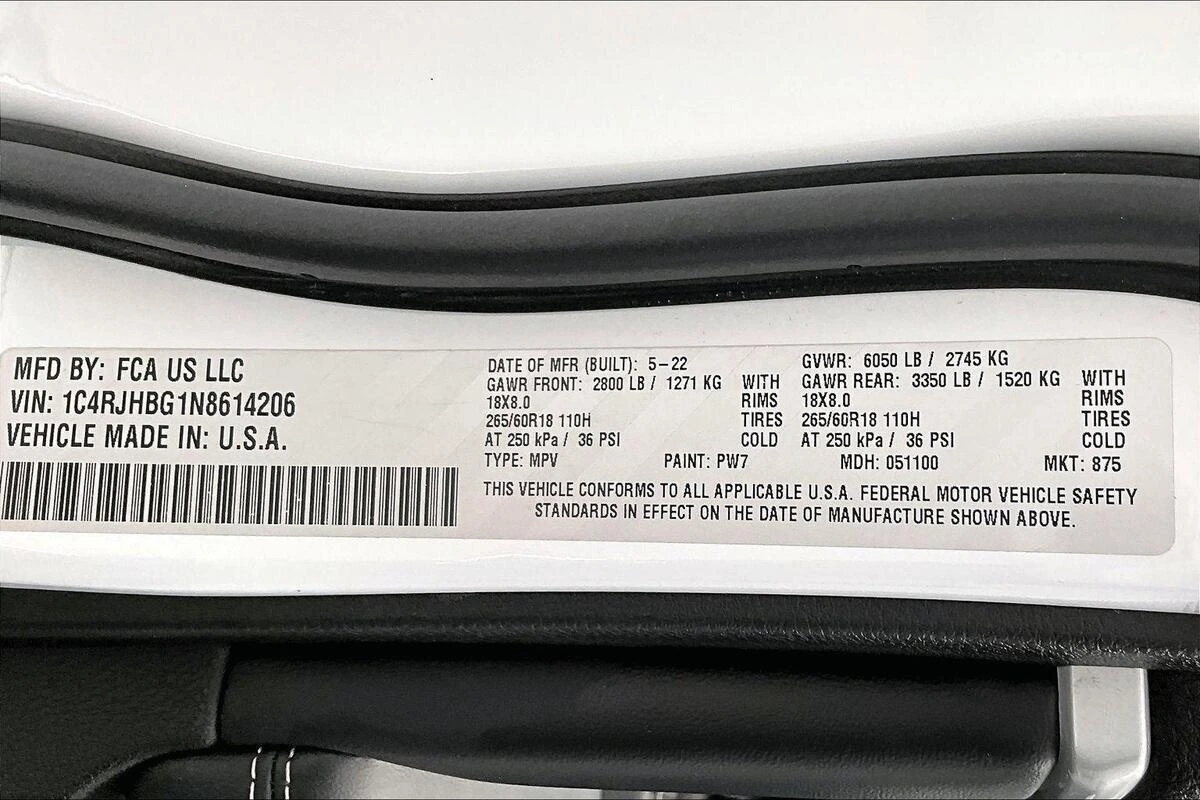 MFD BY: FCA US LLC
VIN: 1C4RJHBG1N8614206
VEHICLE MADE IN: U.S.A.
DATE OF MFR (BUILT): 5-22
GAWR FRONT: 2800 LB / 1271 KG WITH
18X8.0 RIMS
265/60R18 110H TIRES
AT 250 kPa / 36 PSI COLD
GVWR: 6050 LB / 2745 KG
GAWR REAR: 3350 LB / 1520 KG WITH
18X8.0 RIMS
265/60R18 110H TIRES
AT 250 kPa / 36 PSI COLD
TYPE: MPV PAINT: PW7 MDH: 051100 MKT: 875
THIS VEHICLE CONFORMS TO ALL APPLICABLE U.S.A. FEDERAL MOTOR VEHICLE SAFETY
STANDARDS IN EFFECT ON THE DATE OF MANUFACTURE SHOWN ABOVE.